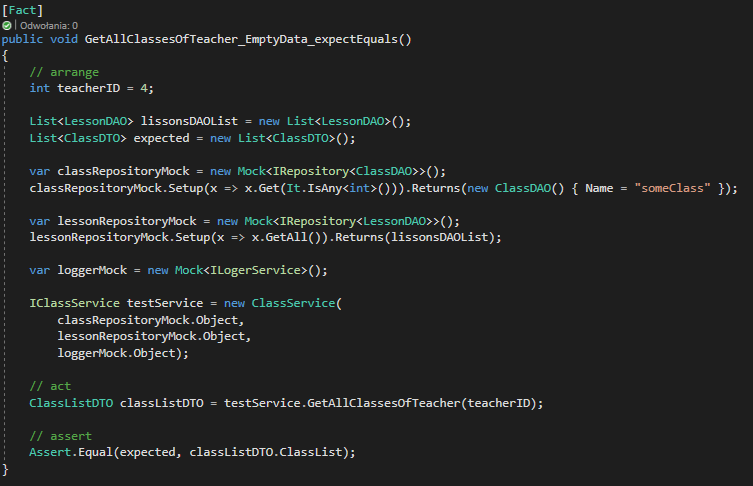 [Fact]
Odwołania: 0
public void GetAllClassesOfTeacher_EmptyData_expectEquals()
{
// arrange
int teacherID = 4;
List<LessonDAO> lissonsDAOList = new List<LessonDAO>();
List<ClassDTO> expected = new List<ClassDTO>();
var classRepositoryMock = new Mock<IRepository<ClassDAO>>();
classRepositoryMock.Setup(x => x.Get(It.IsAny<int>())).Returns(new ClassDAO() { Name = "someClass" });
var lessonRepositoryMock = new Mock<IRepository<LessonDAO>>();
lessonRepositoryMock.Setup(x => x.GetAll()).Returns(lissonsDAOList);
var loggerMock = new Mock<ILogerService>();
IClassService testService = new ClassService(
classRepositoryMock.Object,
lessonRepositoryMock.Object,
loggerMock.Object);
// act
ClassListDTO classListDTO = testService.GetAllClassesOfTeacher(teacherID);
// assert
Assert.Equal(expected, classListDTO.ClassList);
}